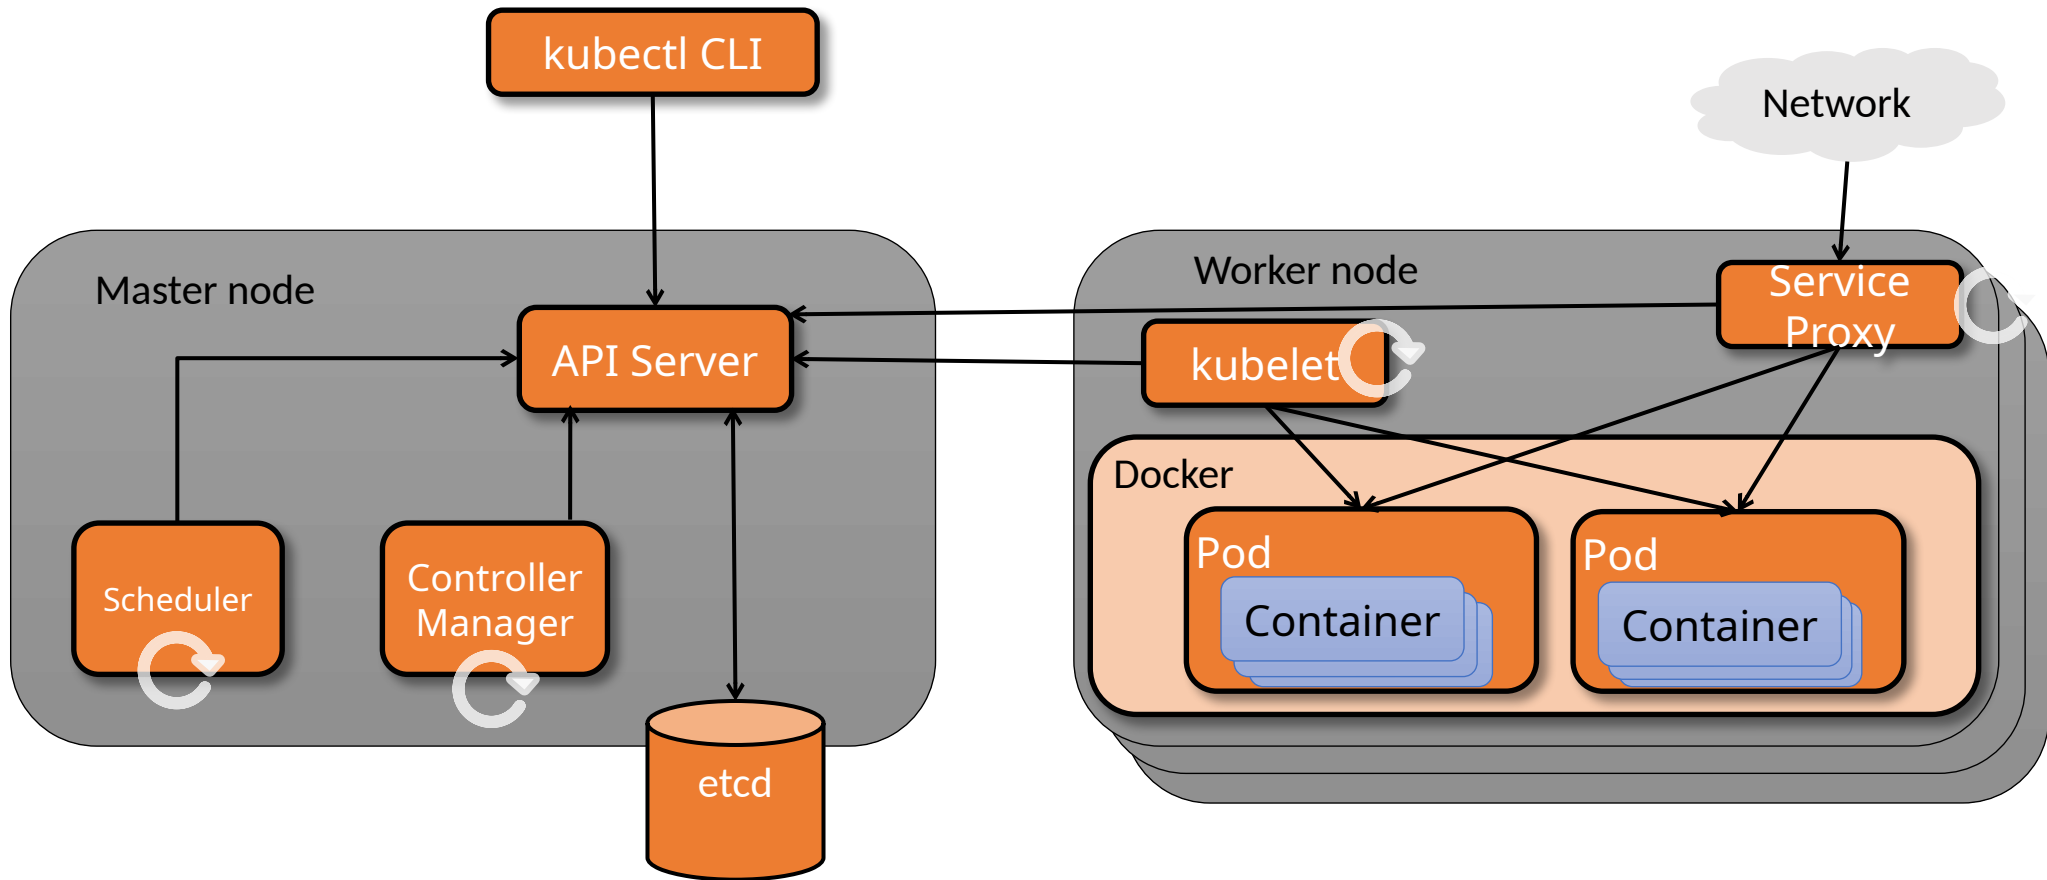 kubectl CLI
Network
Master node
API Server
Scheduler
Controller
Manager
etcd
Worker node
Service
Proxy
kubelet
Docker
Pod
Container
Pod
Container